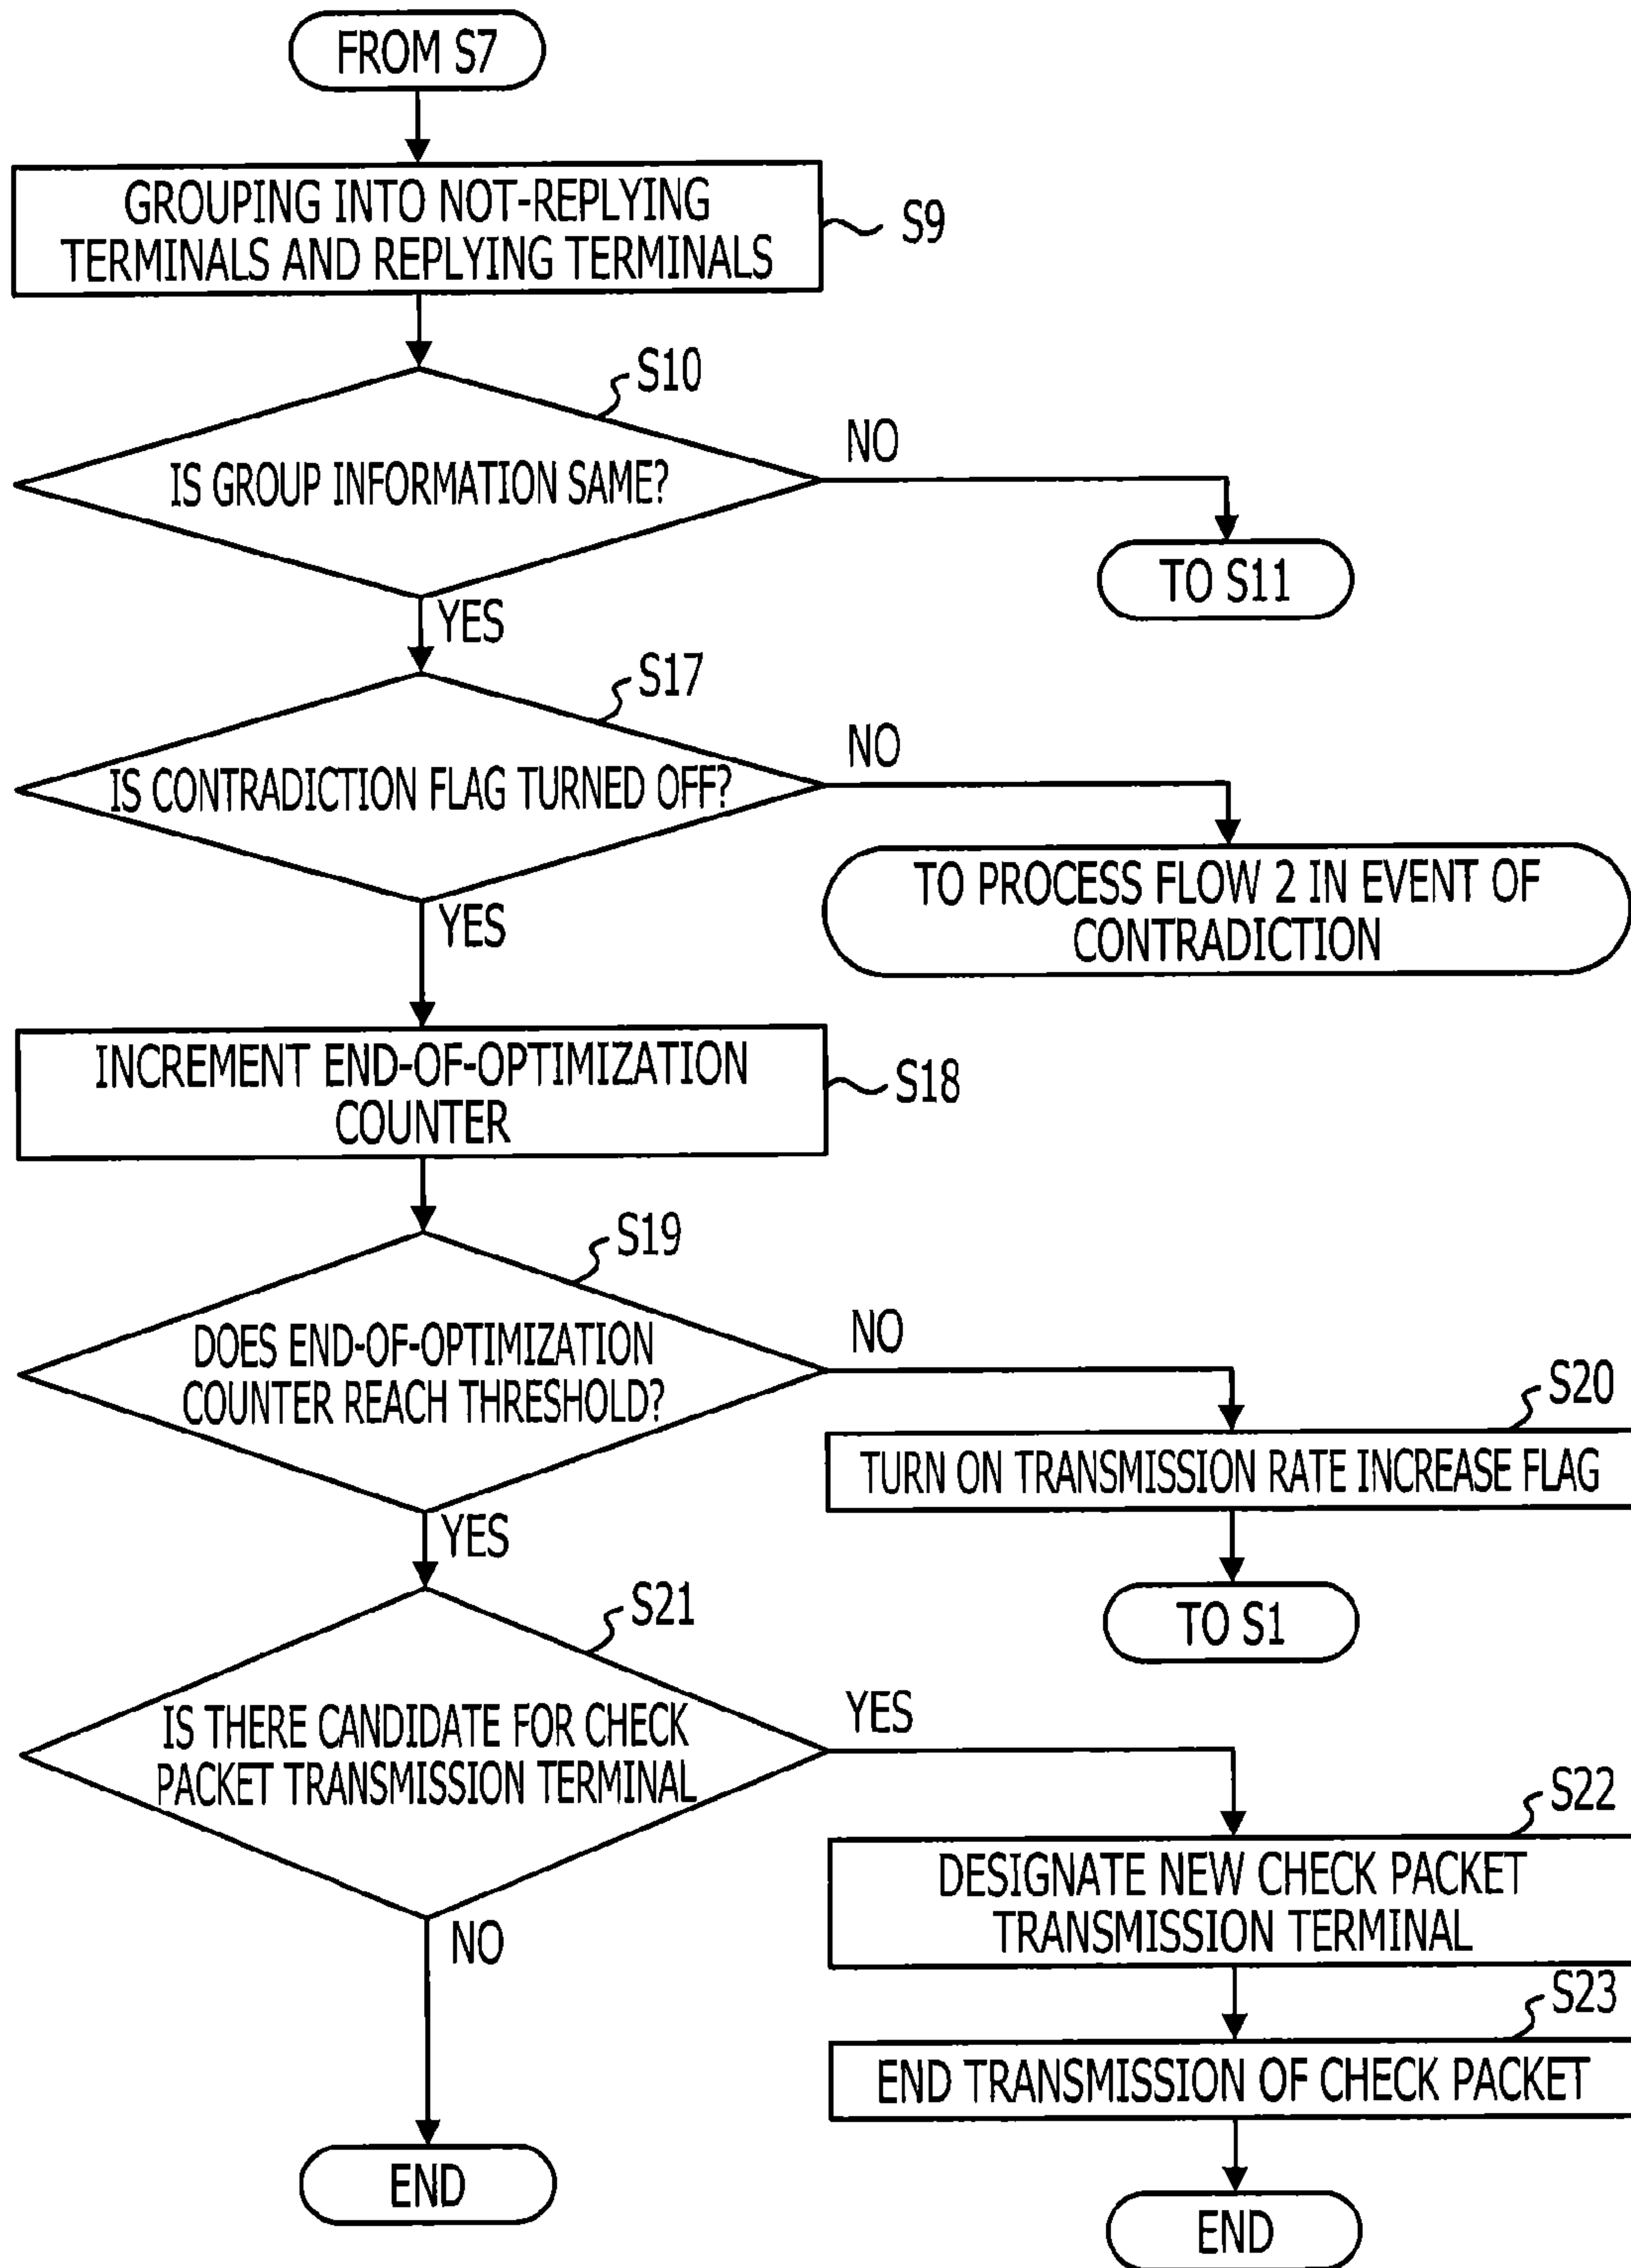 FROM S7
GROUPING INTO NOT-REPLYING
TERMINALS AND REPLYING TERMINALS
S9
S10
IS GROUP INFORMATION SAME?
NO
TO S11
YES
S17
IS CONTRADICTION FLAG TURNED OFF?
NO
TO PROCESS FLOW 2 IN EVENT OF
CONTRADICTION
YES
INCREMENT END-OF-OPTIMIZATION
COUNTER
S18
S19
DOES END-OF-OPTIMIZATION
COUNTER REACH THRESHOLD?
NO
S20
TURN ON TRANSMISSION RATE INCREASE FLAG
TO S1
YES
S21
IS THERE CANDIDATE FOR CHECK
PACKET TRANSMISSION TERMINAL
YES
S22
DESIGNATE NEW CHECK PACKET
TRANSMISSION TERMINAL
S23
END TRANSMISSION OF CHECK PACKET
END
NO
END